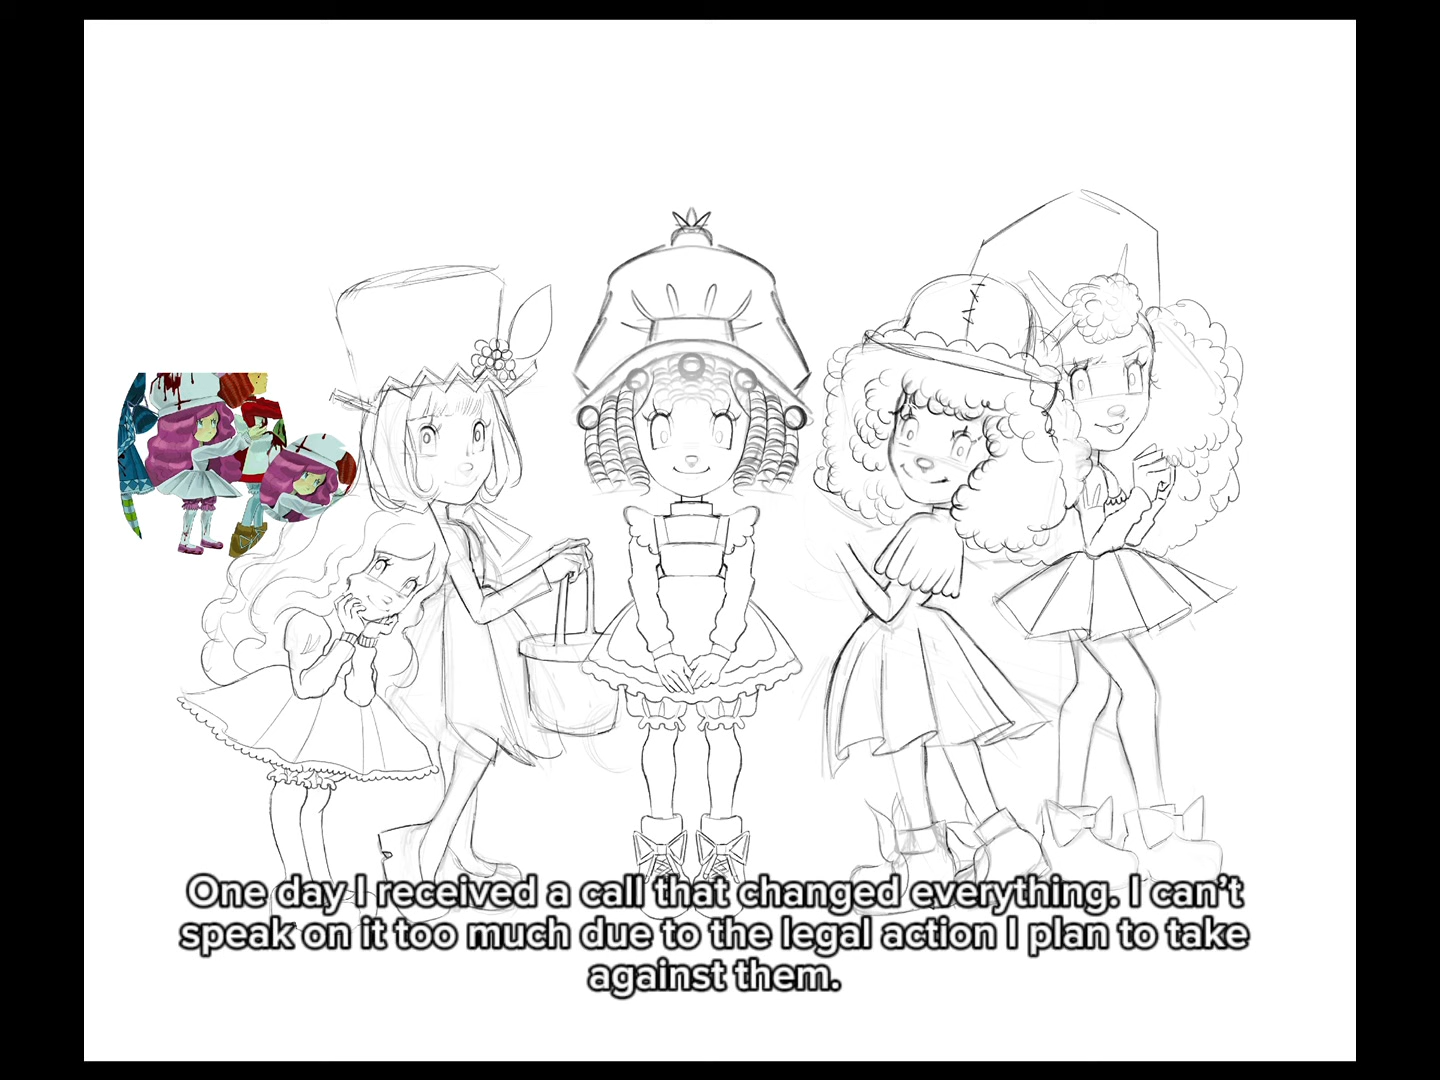 One day I received a call that changed everything. I can’t
speak on it too much due to the legal action I plan to take
against them.